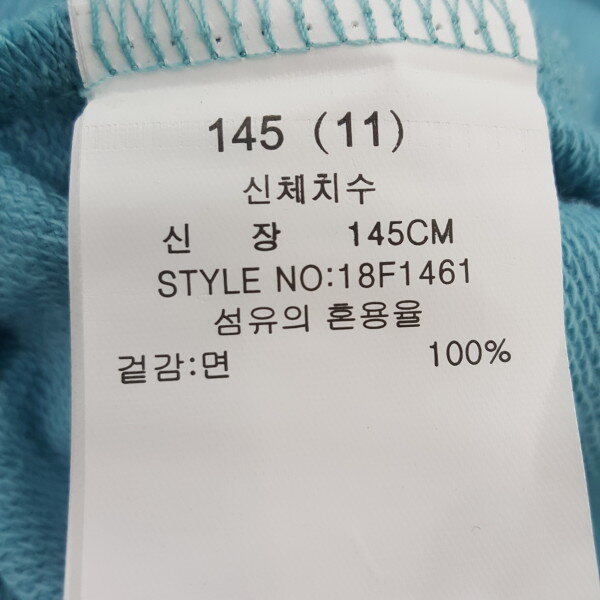 145 (11)
신체치수
신 장 145CM
STYLE NO:18F1461
섬유의 혼용율
겉감:면 100%